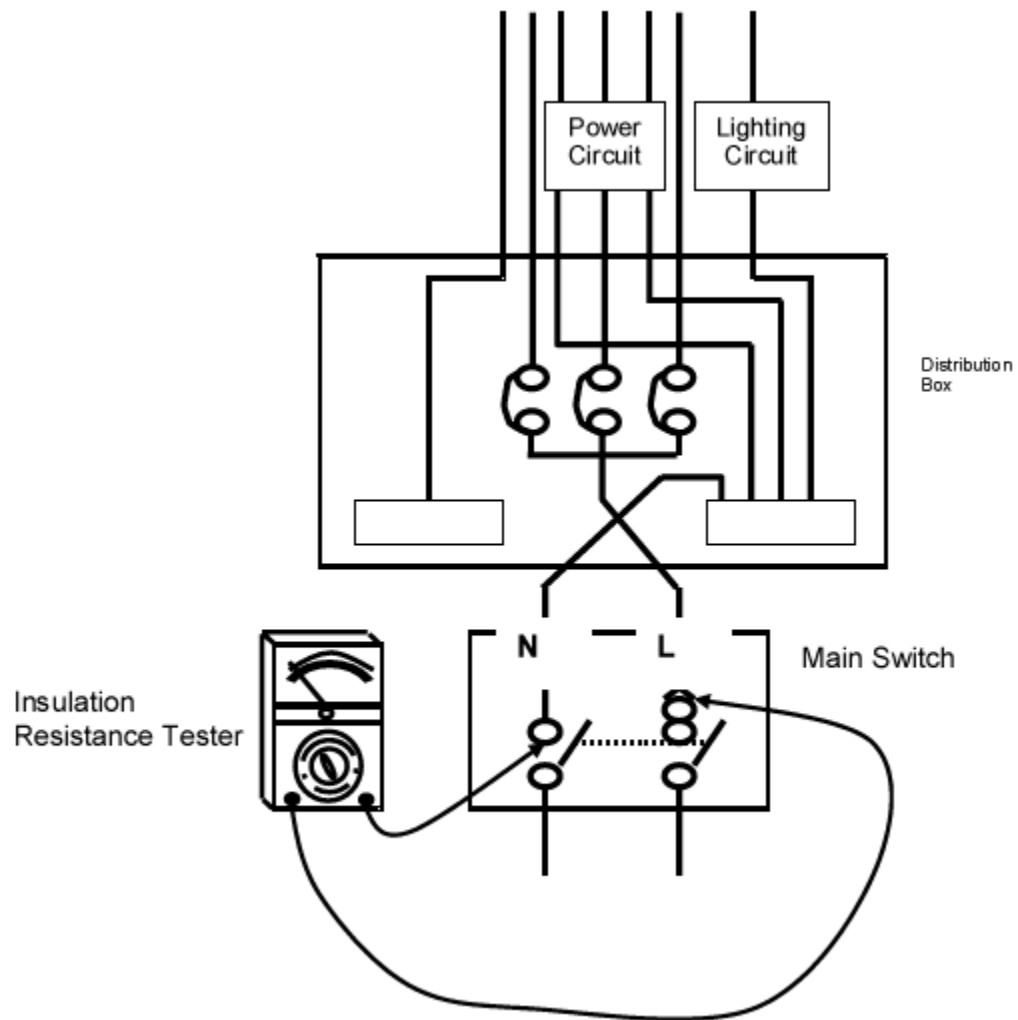 Power
Circuit
Lighting
Circuit
Distribution
Box
N
L
Main Switch
Insulation
Resistance Tester